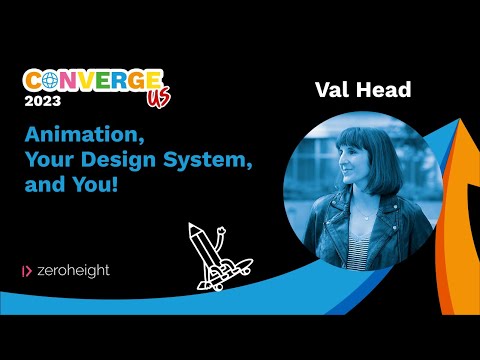 CONVERGE
US
2023
Val Head
Animation,
Your Design System,
and You!
zeroheight